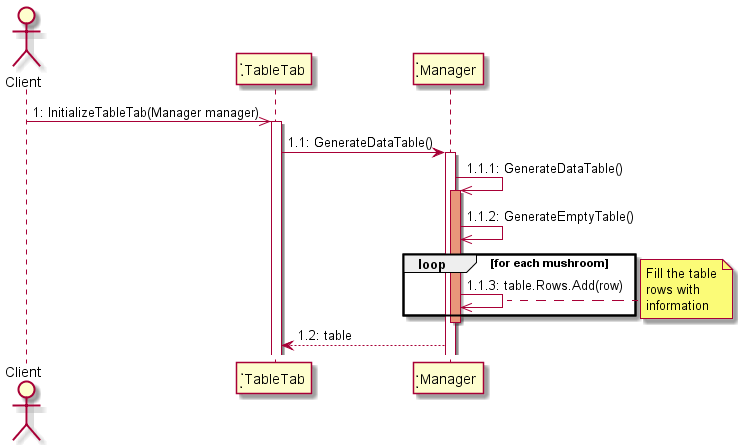 Client
:TableTab
:Manager
1: InitializeTableTab(Manager manager)
1.1: GenerateDataTable()
1.1.1: GenerateDataTable()
1.1.2: GenerateEmptyTable()
loop
[for each mushroom]
1.1.3: table.Rows.Add(row)
Fill the table
rows with
information
1.2: table
Client
:TableTab
:Manager